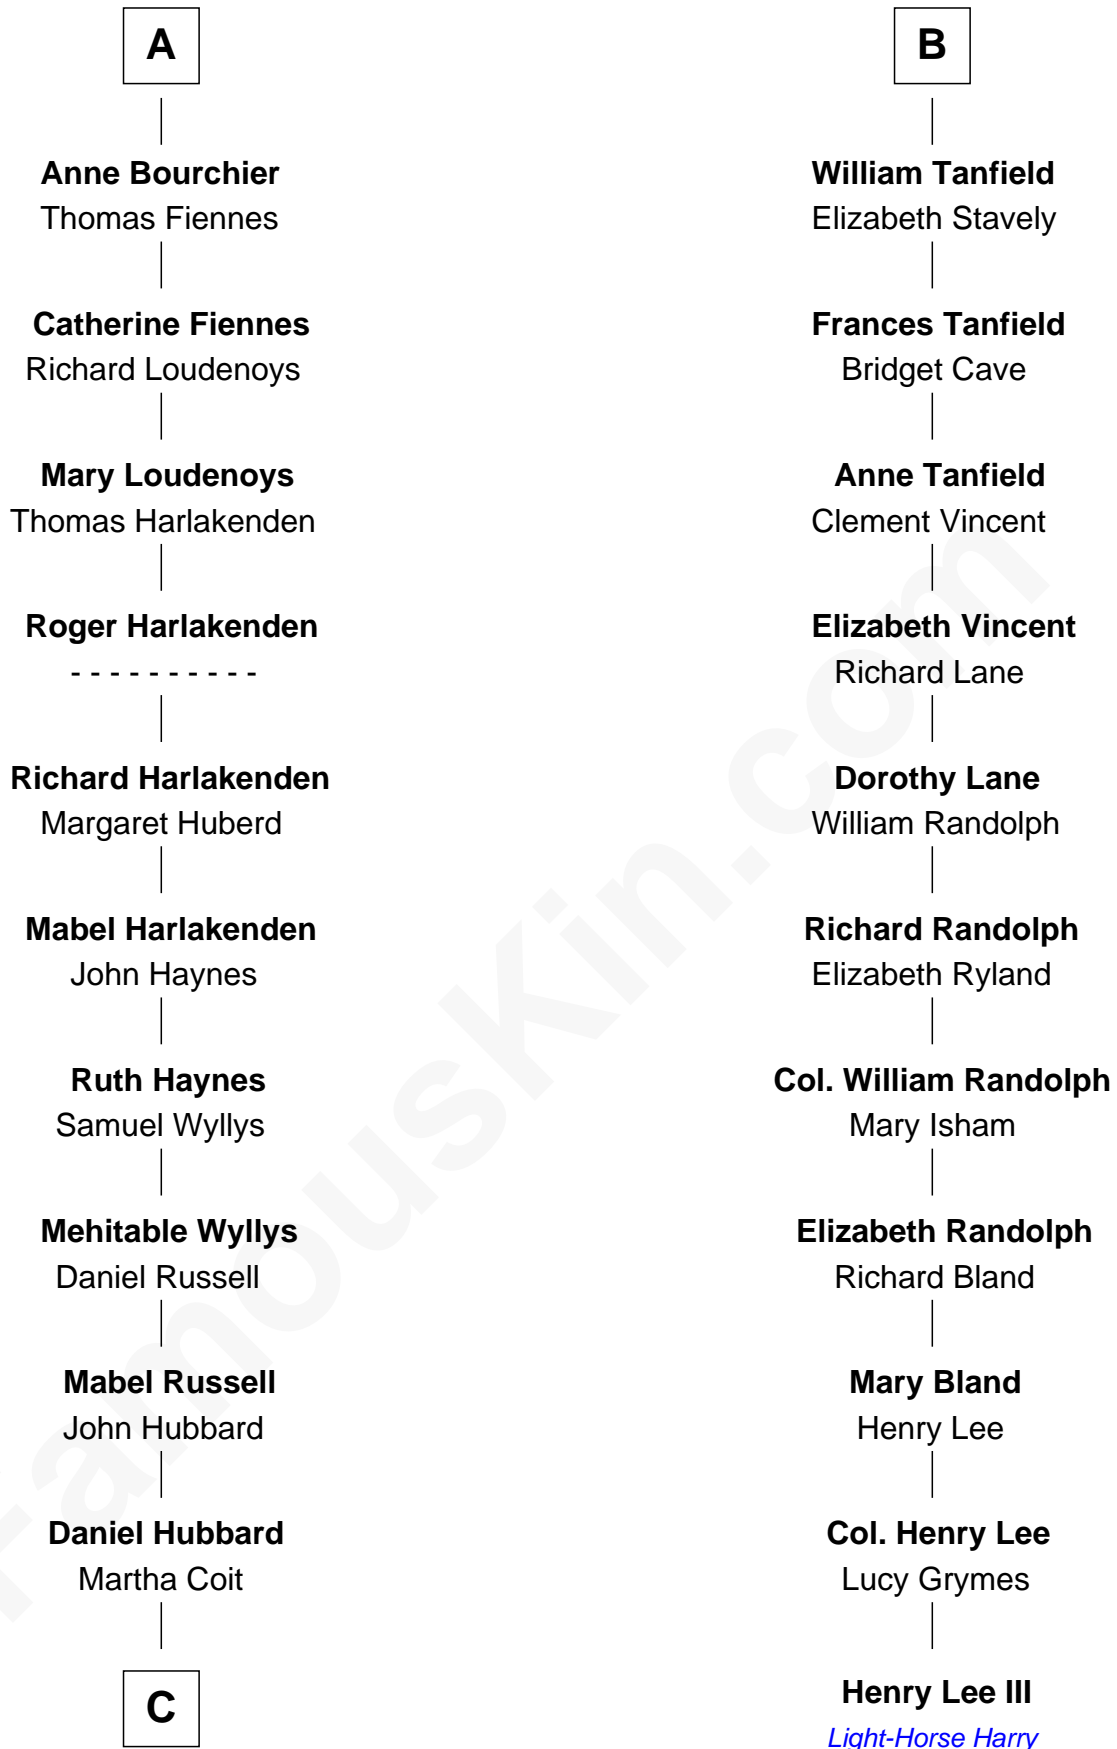 A
Anne Bourchier
Thomas Fiennes
Catherine Fiennes
Richard Loudenoys
Mary Loudenoys
Thomas Harlakenden
Roger Harlakenden
- - - - - - - - - -
Richard Harlakenden
Margaret Huberd
Mabel Harlakenden
John Haynes
Ruth Haynes
Samuel Wyllys
Mehitable Wyllys
Daniel Russell
Mabel Russell
John Hubbard
Daniel Hubbard
Martha Coit
C
B
William Tanfield
Elizabeth Stavely
Frances Tanfield
Bridget Cave
Anne Tanfield
Clement Vincent
Elizabeth Vincent
Richard Lane
Dorothy Lane
William Randolph
Richard Randolph
Elizabeth Ryland
Col. William Randolph
Mary Isham
Elizabeth Randolph
Richard Bland
Mary Bland
Henry Lee
Col. Henry Lee
Lucy Grymes
Henry Lee III
Light-Horse Harry
FamousKin.com